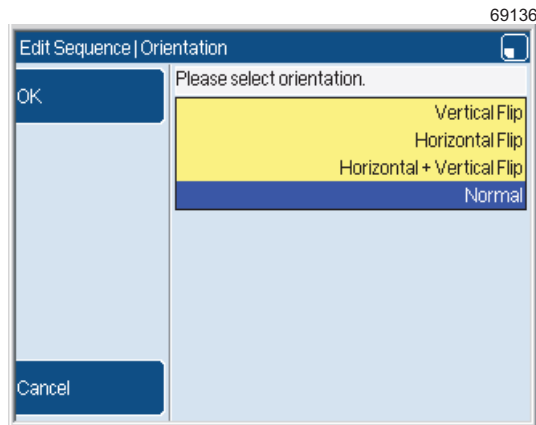 69136
Edit Sequence | Orientation
OK
Please select orientation.
Vertical Flip
Horizontal Flip
Horizontal + Vertical Flip
Normal
Cancel